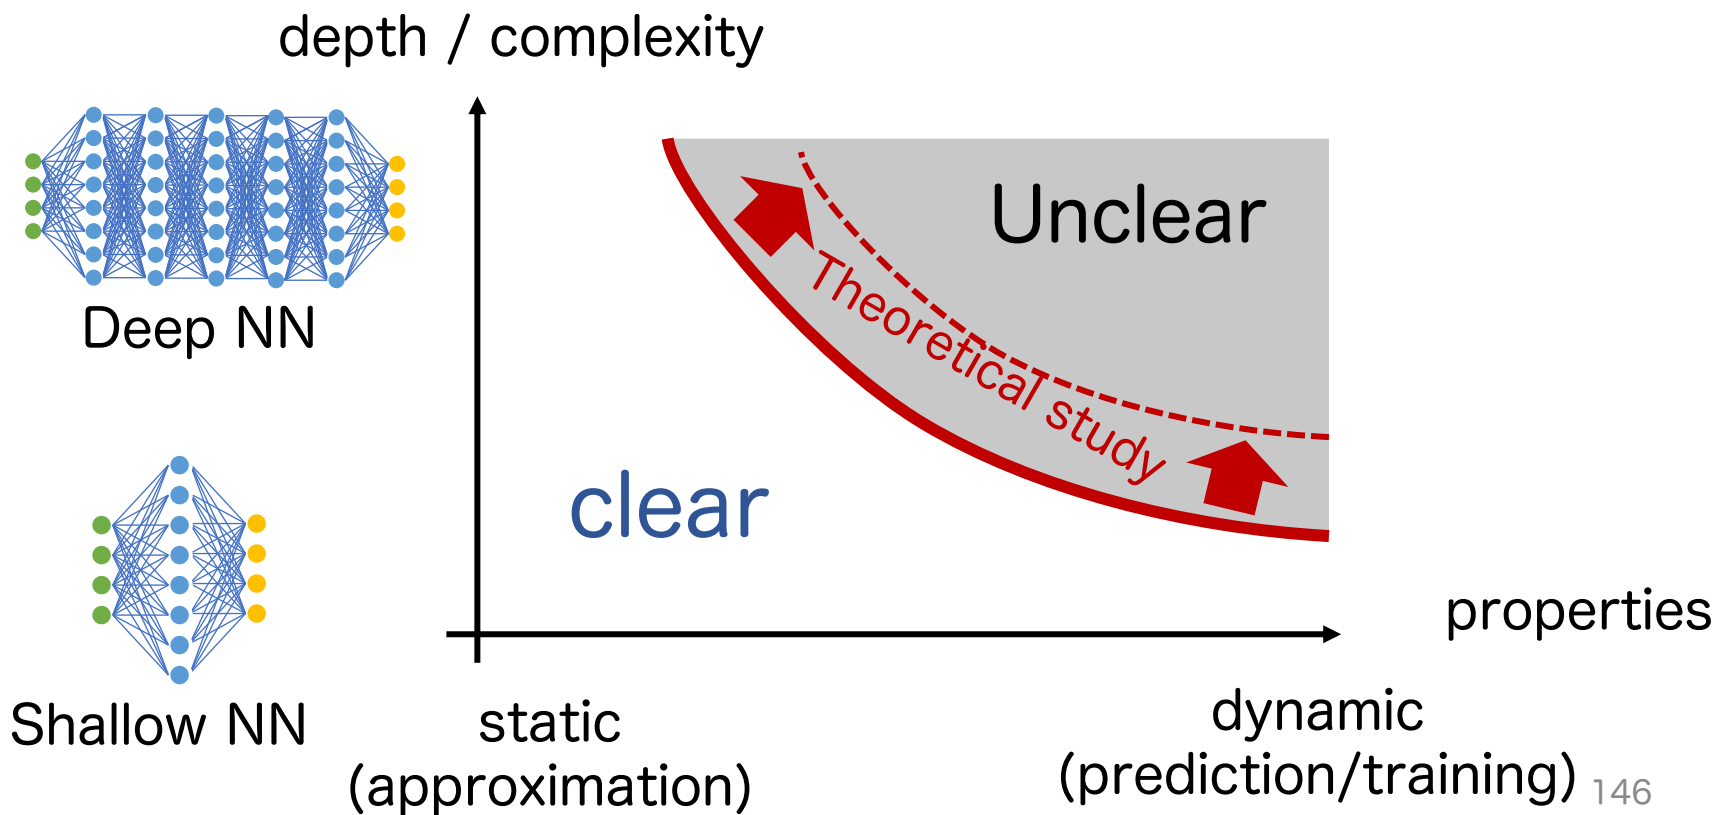 depth / complexity
Deep NN
Unclear
Theoretical study
clear
Shallow NN
properties
static
(approximation)
dynamic
(prediction/training)
146